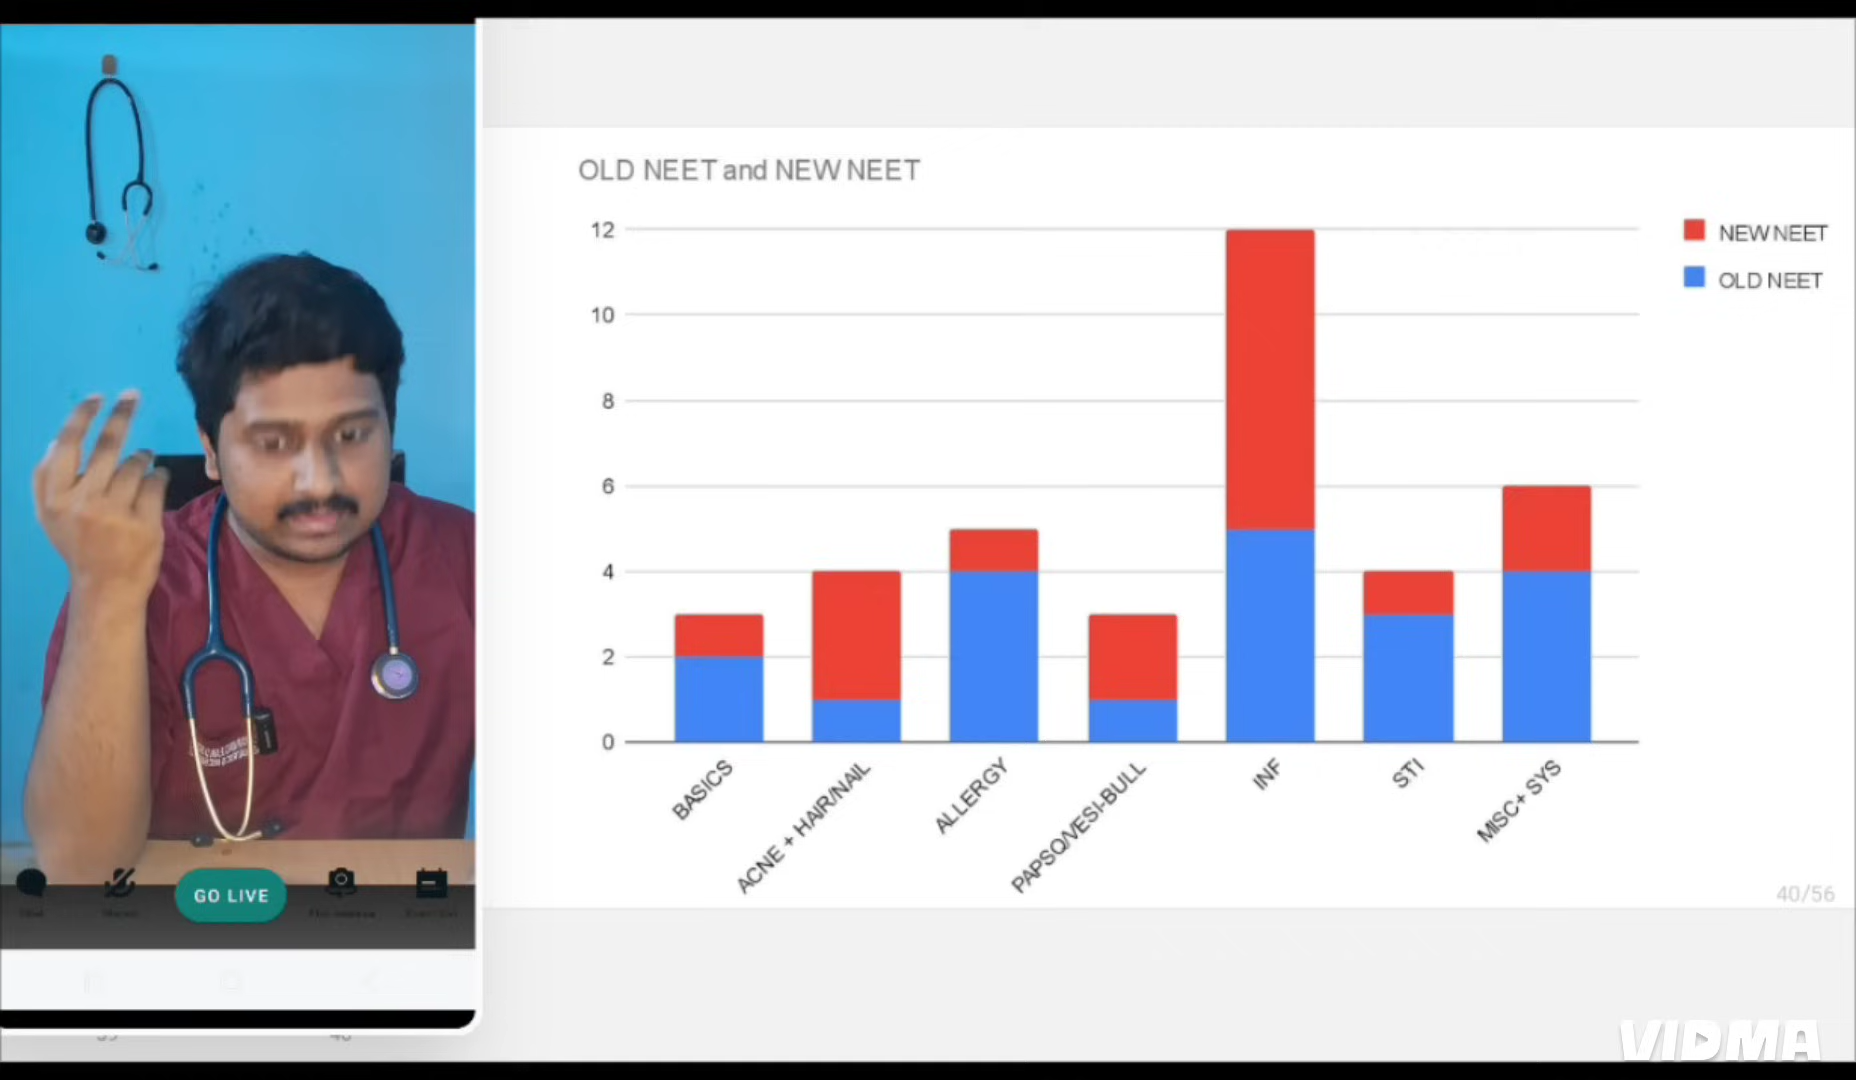 OLD NEET and NEW NEET
NEW NEET
OLD NEET
12
10
8
6
4
2
0
BASICS
ACNE + HAIR/NAIL
ALLERGY
PAPSQ/VESI-BULL
INF
STI
MISC+ SYS
40/56
GO LIVE
VIDMA